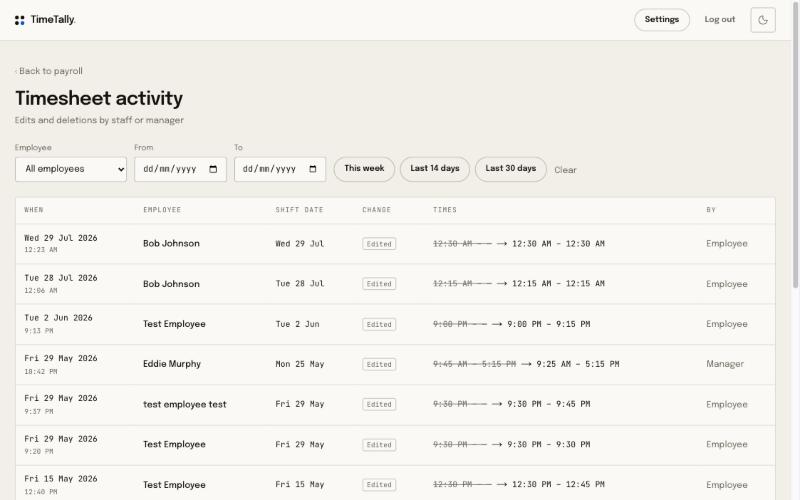 TimeTally.
Settings
Log out
‹ Back to payroll
Timesheet activity
Edits and deletions by staff or manager
Employee From To
All employees dd/mm/yyyy dd/mm/yyyy This week Last 14 days Last 30 days Clear
WHEN EMPLOYEE SHIFT DATE CHANGE TIMES BY
Wed 29 Jul 2026
12:23 AM
Bob Johnson Wed 29 Jul Edited 12:30 AM – — → 12:30 AM – 12:30 AM Employee
Tue 28 Jul 2026
12:06 AM
Bob Johnson Tue 28 Jul Edited 12:15 AM – — → 12:15 AM – 12:15 AM Employee
Tue 2 Jun 2026
9:13 PM
Test Employee Tue 2 Jun Edited 9:00 PM – — → 9:00 PM – 9:15 PM Employee
Fri 29 May 2026
10:42 PM
Eddie Murphy Mon 25 May Edited 9:45 AM – 5:15 PM → 9:25 AM – 5:15 PM Manager
Fri 29 May 2026
9:37 PM
test employee test Fri 29 May Edited 9:30 PM – — → 9:30 PM – 9:45 PM Employee
Fri 29 May 2026
9:20 PM
Test Employee Fri 29 May Edited 9:30 PM – — → 9:30 PM – 9:30 PM Employee
Fri 15 May 2026
12:40 PM
Test Employee Fri 15 May Edited 12:30 PM – — → 12:30 PM – 12:45 PM Employee